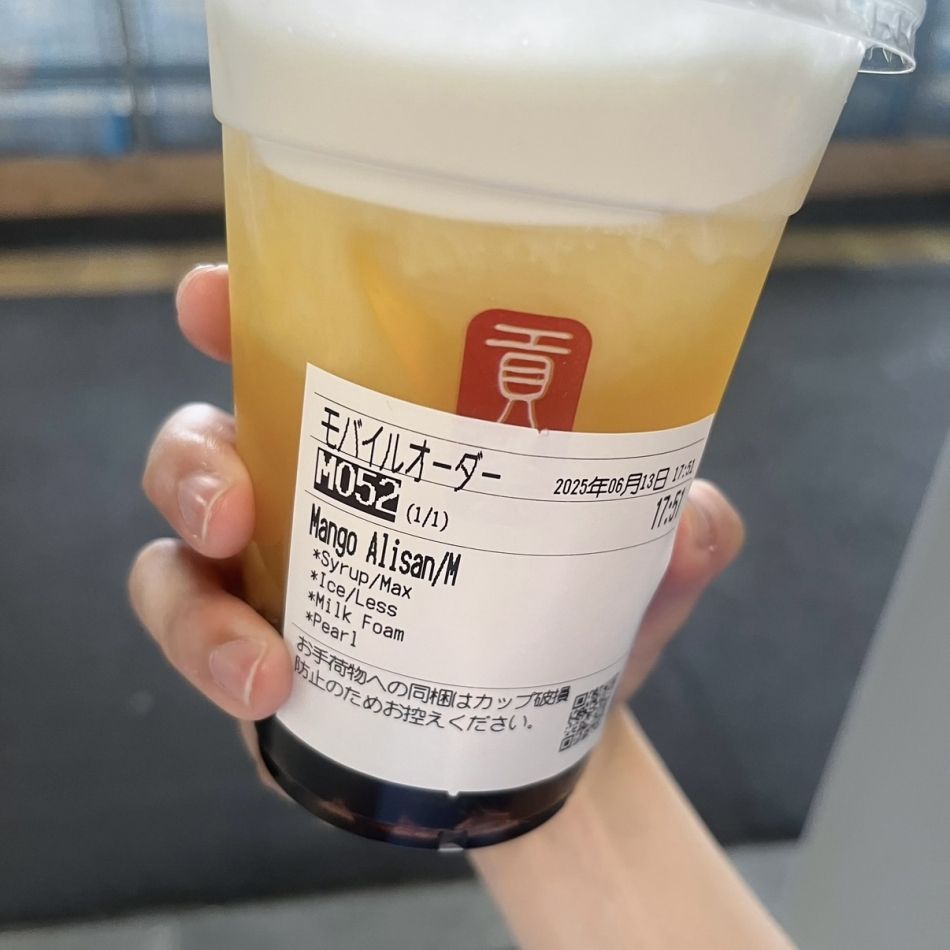 貢
モバイルオーダー
2025年06月13日 17:51
MO52 (1/1)
17:51
Mango Alisan/M
*Syrup/Max
*Ice/Less
*Milk Foam
*Pearl
お手荷物への同梱はカップ破損
防止のためお控えください。